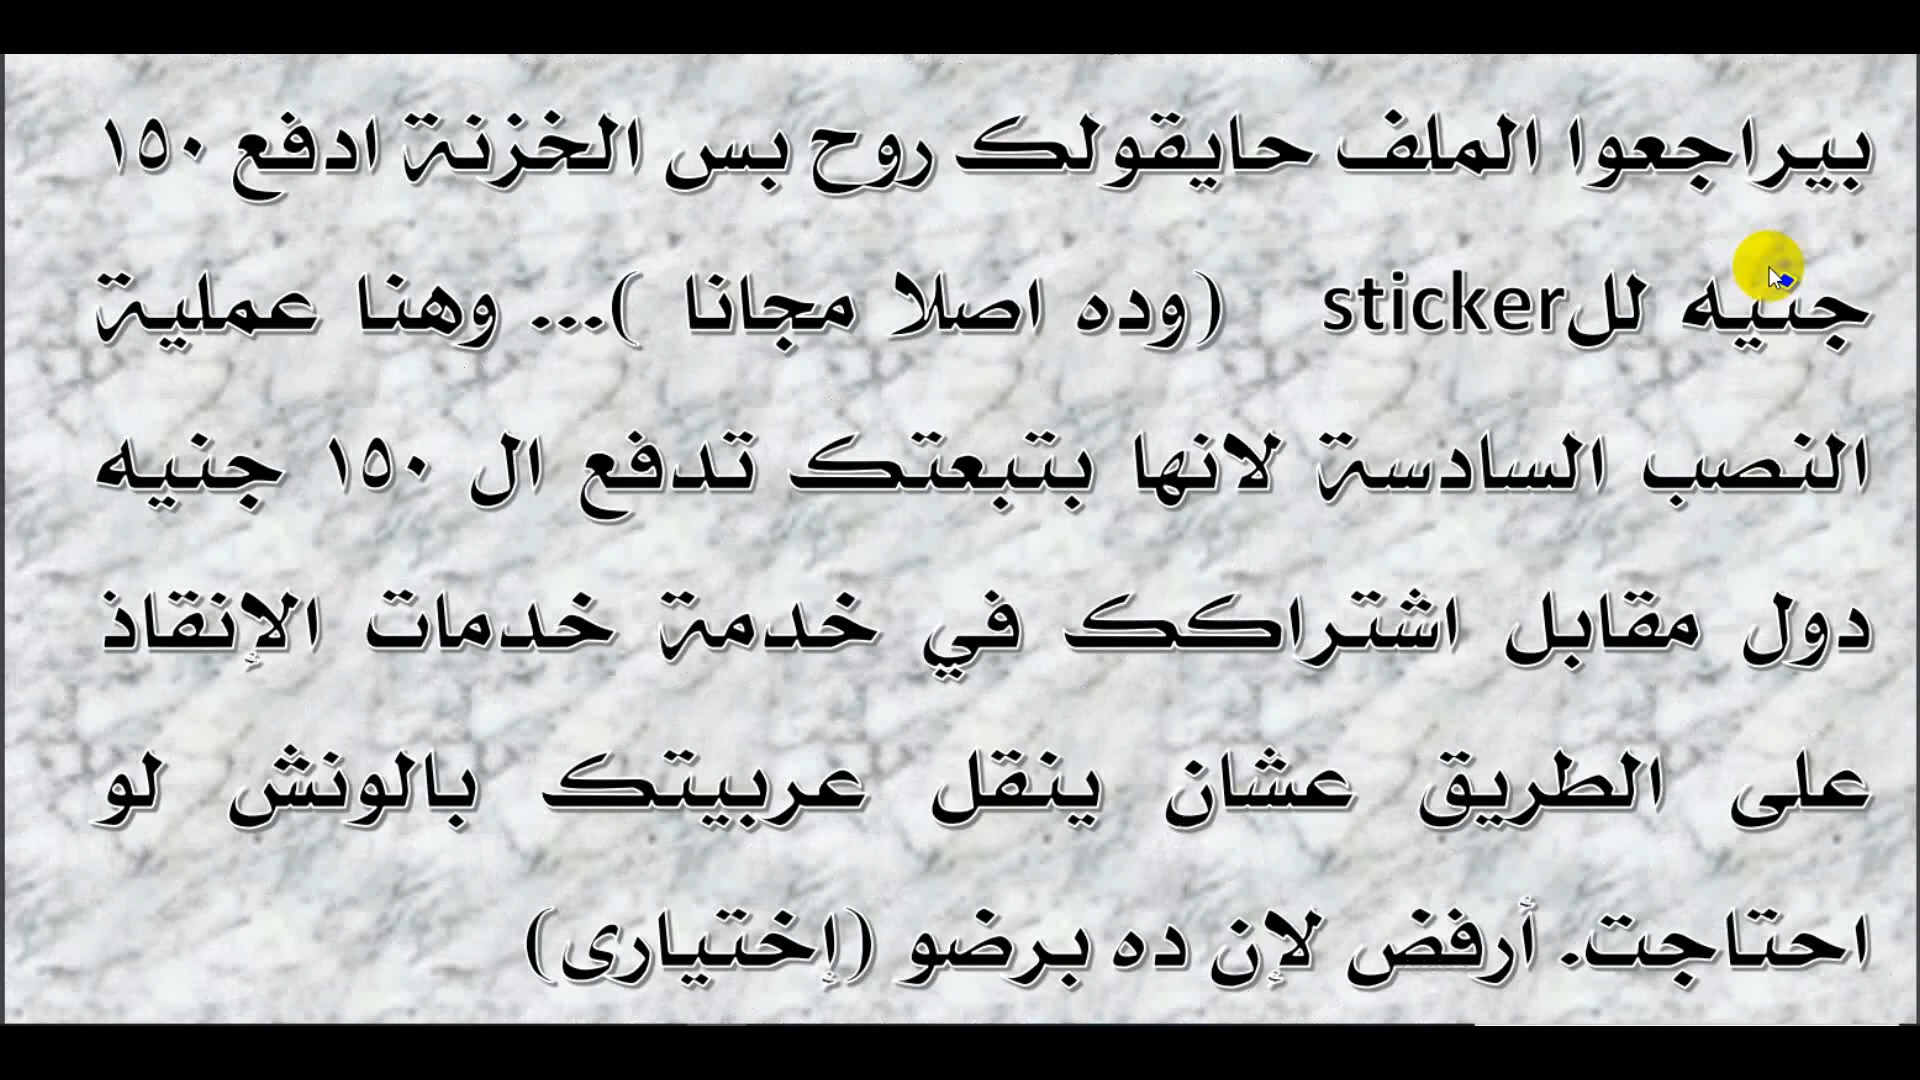 بيراجعوا الملف حايقولك روح بس الخزنة ادفع ١٥٠
جنيه للsticker (وده اصلا مجانا )... وهنا عملية
النصب السادسة لانها بتبعتك تدفع ال ١٥٠ جنيه
دول مقابل اشتراكك في خدمة خدمات الإنقاذ
على الطريق عشان ينقل عربيتك بالونش لو
احتاجت. أرفض لإن ده برضو (إختيارى)